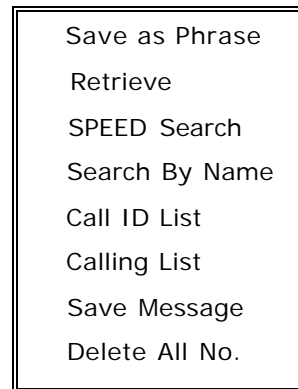 Save as Phrase
Retrieve
SPEED Search
Search By Name
Call ID List
Calling List
Save Message
Delete All No.